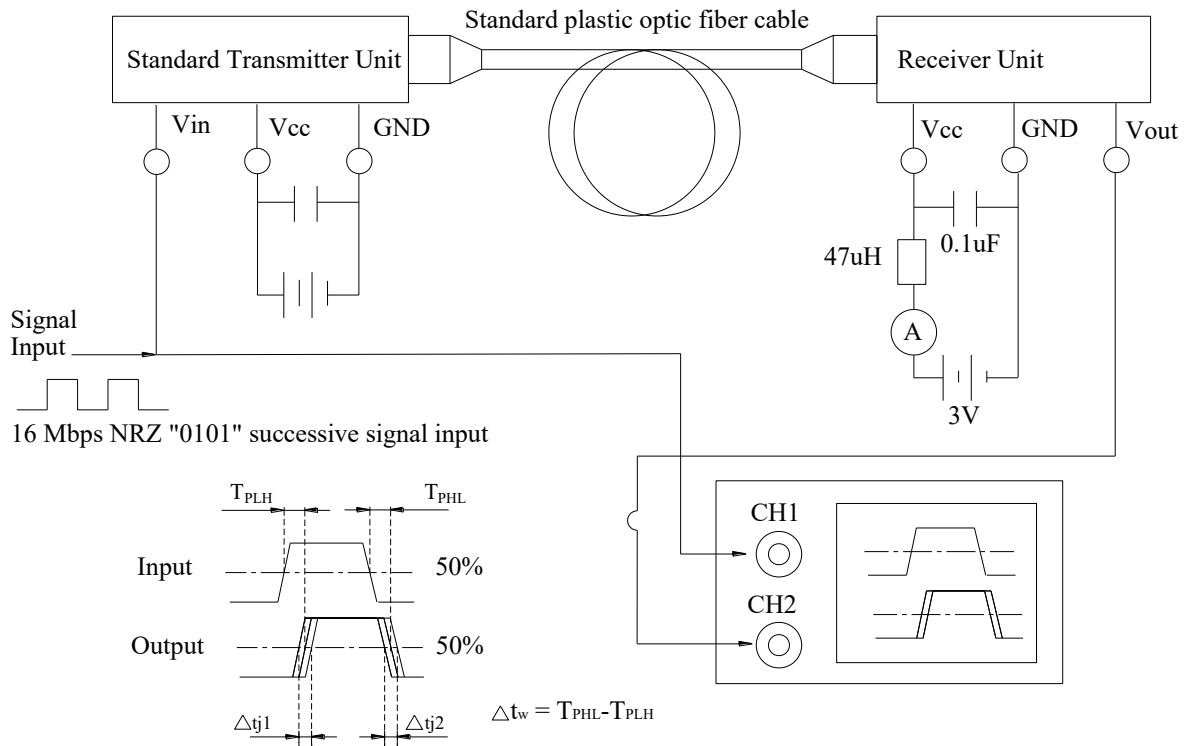 Standard plastic optic fiber cable
Standard Transmitter Unit
Receiver Unit
Vin
Vcc
GND
Vcc
GND
Vout
0.1uF
47uH
A
3V
Signal
Input
16 Mbps NRZ "0101" successive signal input
TPLH
TPHL
Input
50%
Output
50%
△tj1
△tj2
△tw = TPHL-TPLH
CH1
CH2